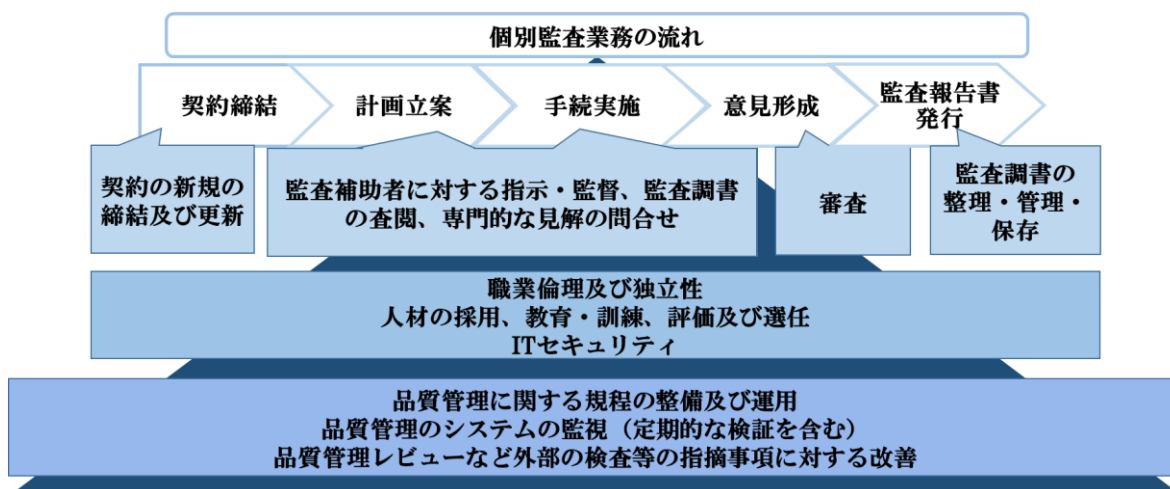 個別監査業務の流れ
契約締結
計画立案
手続実施
意見形成
監査報告書
発行
契約の新規の
締結及び更新
監査補助者に対する指示・監督、監査調書
の査閲、専門的な見解の問合せ
審査
監査調書の
整理・管理・
保存
職業倫理及び独立性
人材の採用、教育・訓練、評価及び選任
ITセキュリティ
品質管理に関する規程の整備及び運用
品質管理のシステムの監視（定期的な検証を含む）
品質管理レビューなど外部の検査等の指摘事項に対する改善